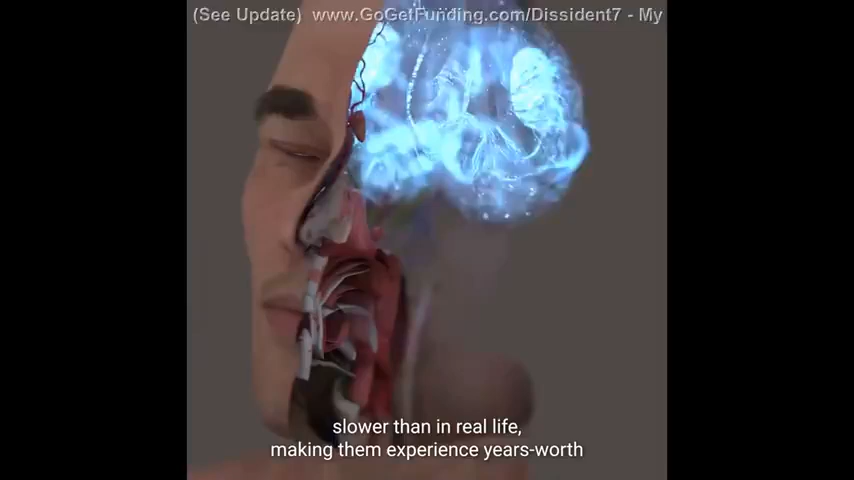 (See Update)  www.GoGetFunding.com/Dissident7 - My
slower than in real life,
making them experience years-worth